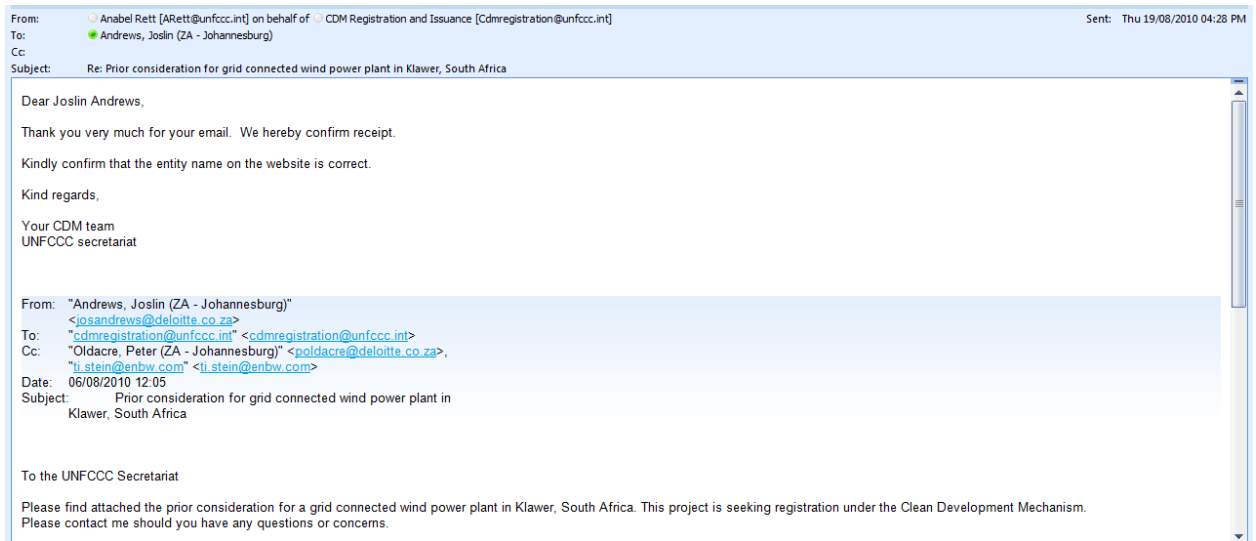 From: Anabel Rett [ARett@unfccc.int] on behalf of CDM Registration and Issuance [Cdmregistration@unfccc.int] Sent: Thu 19/08/2010 04:28 PM
To: Andrews, Joslin (ZA - Johannesburg)
Cc:
Subject: Re: Prior consideration for grid connected wind power plant in Klawer, South Africa
Dear Joslin Andrews,
Thank you very much for your email. We hereby confirm receipt.
Kindly confirm that the entity name on the website is correct.
Kind regards,
Your CDM team
UNFCCC secretariat
From: "Andrews, Joslin (ZA - Johannesburg)"
<josandrews@deloitte.co.za>
To: "cdmregistration@unfccc.int" <cdmregistration@unfccc.int>
Cc: "Oldacre, Peter (ZA - Johannesburg)" <poldacre@deloitte.co.za>,
"ti.stein@enbw.com" <ti.stein@enbw.com>
Date: 06/08/2010 12:05
Subject: Prior consideration for grid connected wind power plant in
Klawer, South Africa
To the UNFCCC Secretariat
Please find attached the prior consideration for a grid connected wind power plant in Klawer, South Africa. This project is seeking registration under the Clean Development Mechanism.
Please contact me should you have any questions or concerns.